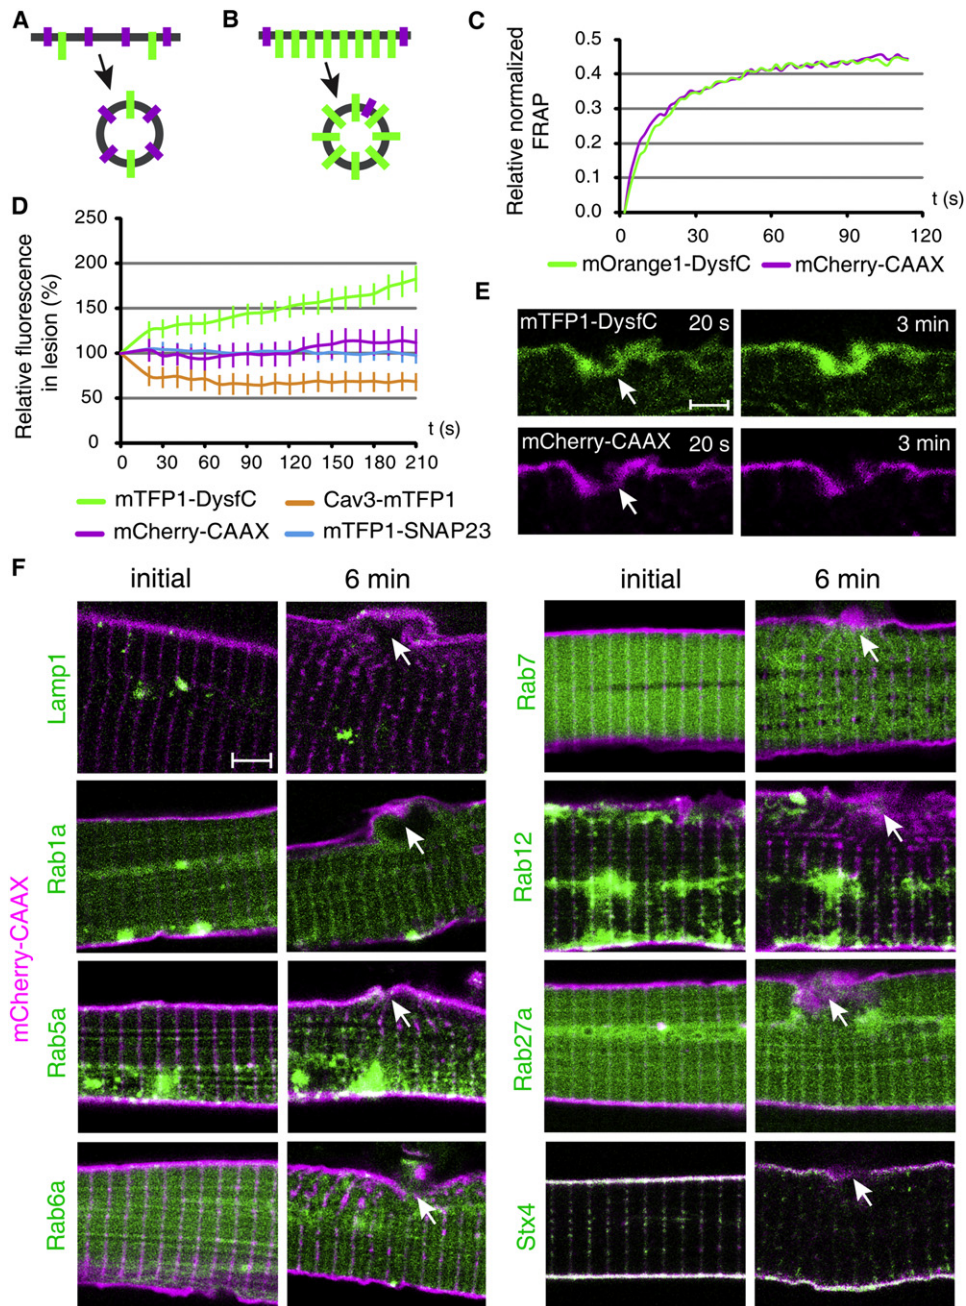 A
B
C
0.5
0.4
0.3
0.2
0.1
0.0
Relative normalized
FRAP
t (s)
0
30
60
90
120
mOrange1-DysfC
mCherry-CAAX
D
250
200
150
100
50
0
Relative fluorescence
in lesion (%)
t (s)
0 30 60 90 120 150 180 210
mTFP1-DysfC
Cav3-mTFP1
mCherry-CAAX
mTFP1-SNAP23
E
mTFP1-DysfC 20 s
3 min
mCherry-CAAX 20 s
3 min
F
initial
6 min
initial
6 min
mCherry-CAAX
Lamp1
Rab1a
Rab5a
Rab6a
Rab7
Rab12
Rab27a
Stx4